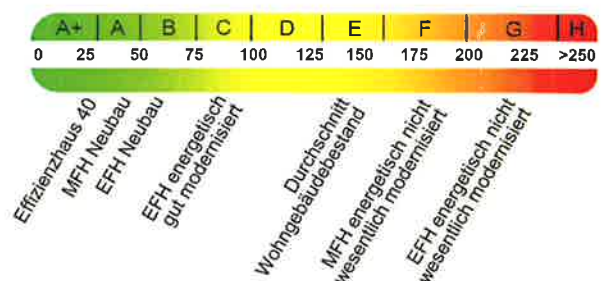 A+ A B C D E F G H
0 25 50 75 100 125 150 175 200 225 >250
Effizienzhaus 40
MFH Neubau
EFH Neubau
EFH energetisch
gut modernisiert
Durchschnitt
Wohngebäudebestand
MFH energetisch nicht
wesentlich modernisiert
EFH energetisch nicht
wesentlich modernisiert